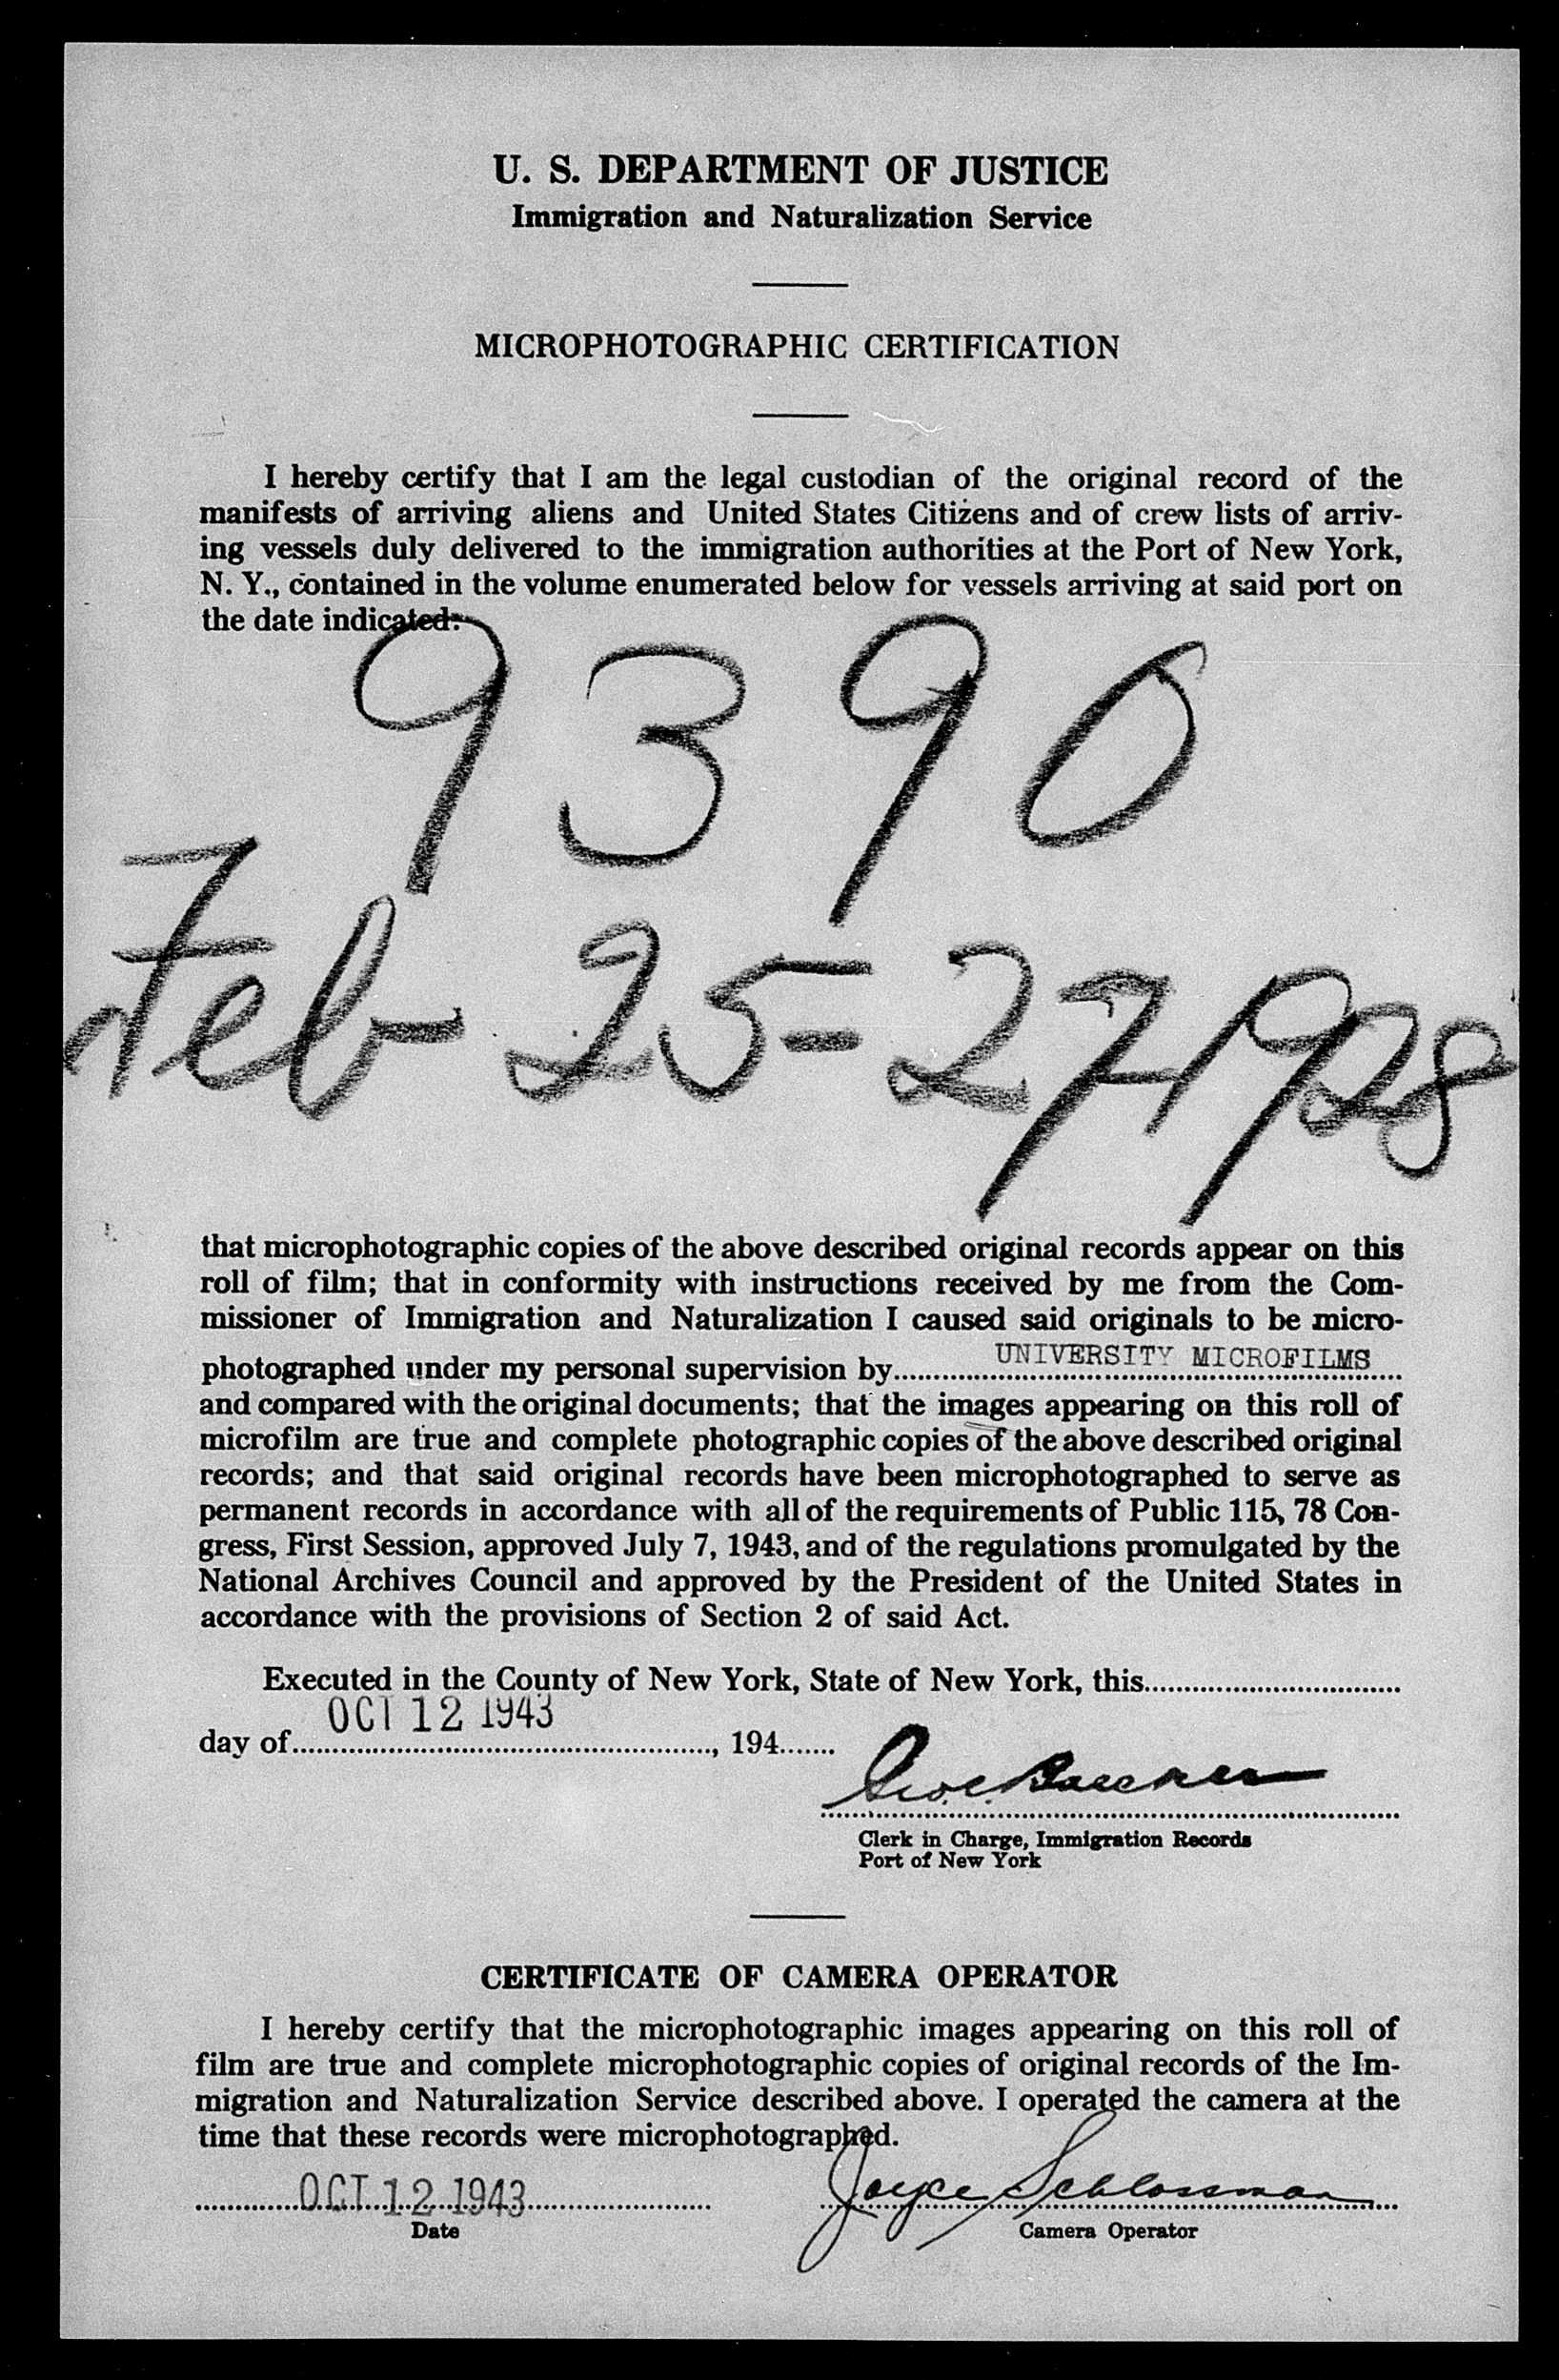 U. S. DEPARTMENT OF JUSTICE
Immigration and Naturalization Service
MICROPHOTOGRAPHIC CERTIFICATION
I hereby certify that I am the legal custodian of the original record of the
manifests of arriving aliens and United States Citizens and of crew lists of arriv-
ing vessels duly delivered to the immigration authorities at the Port of New York,
N. Y., contained in the volume enumerated below for vessels arriving at said port on
the date indicated:
9390
Feb - 25 - 27 - 1928
that microphotographic copies of the above described original records appear on this
roll of film; that in conformity with instructions received by me from the Com-
missioner of Immigration and Naturalization I caused said originals to be micro-
photographed under my personal supervision by UNIVERSITY MICROFILMS
and compared with the original documents; that the images appearing on this roll of
microfilm are true and complete photographic copies of the above described original
records; and that said original records have been microphotographed to serve as
permanent records in accordance with all of the requirements of Public 115, 78 Con-
gress, First Session, approved July 7, 1943, and of the regulations promulgated by the
National Archives Council and approved by the President of the United States in
accordance with the provisions of Section 2 of said Act.
Executed in the County of New York, State of New York, this
OCT 12 1943
day of , 194
Clerk in Charge, Immigration Records
Port of New York
CERTIFICATE OF CAMERA OPERATOR
I hereby certify that the microphotographic images appearing on this roll of
film are true and complete microphotographic copies of original records of the Im-
migration and Naturalization Service described above. I operated the camera at the
time that these records were microphotographed.
OCT 12 1943 Joyce Schlossman
Date Camera Operator